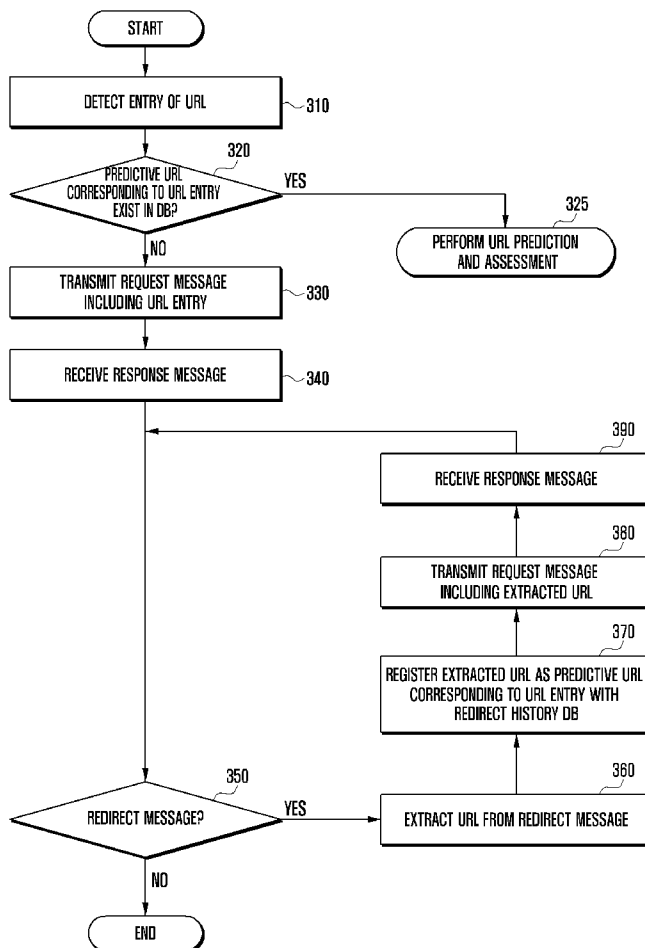 START
DETECT ENTRY OF URL
310
320
PREDICTIVE URL
CORRESPONDING TO URL ENTRY
EXIST IN DB?
YES
325
PERFORM URL PREDICTION
AND ASSESSMENT
NO
TRANSMIT REQUEST MESSAGE
INCLUDING URL ENTRY
330
RECEIVE RESPONSE MESSAGE
340
390
RECEIVE RESPONSE MESSAGE
380
TRANSMIT REQUEST MESSAGE
INCLUDING EXTRACTED URL
370
REGISTER EXTRACTED URL AS PREDICTIVE URL
CORRESPONDING TO URL ENTRY WITH
REDIRECT HISTORY DB
350
REDIRECT MESSAGE?
YES
360
EXTRACT URL FROM REDIRECT MESSAGE
NO
END